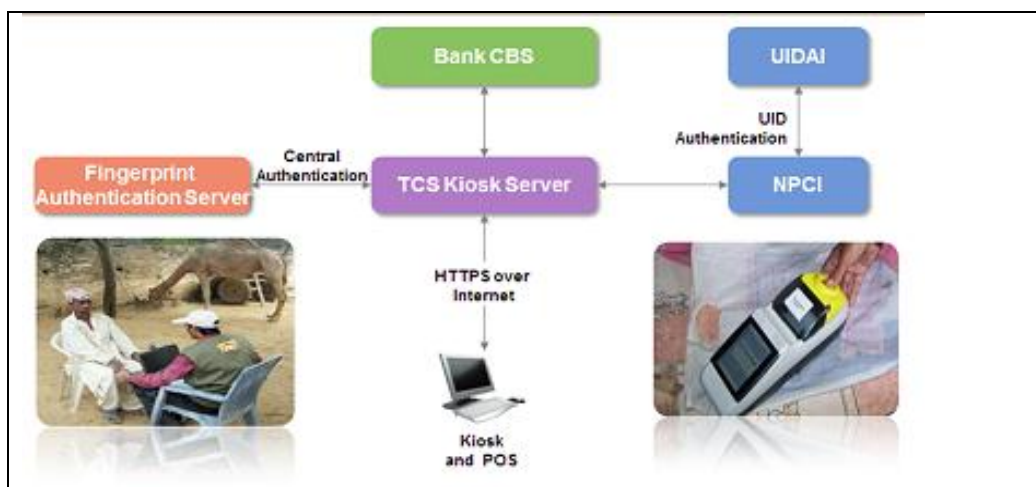 Bank CBS
UIDAI
UID
Authentication
Central
Authentication
Fingerprint
Authentication Server
TCS Kiosk Server
NPCI
HTTPS over
Internet
Kiosk
and POS